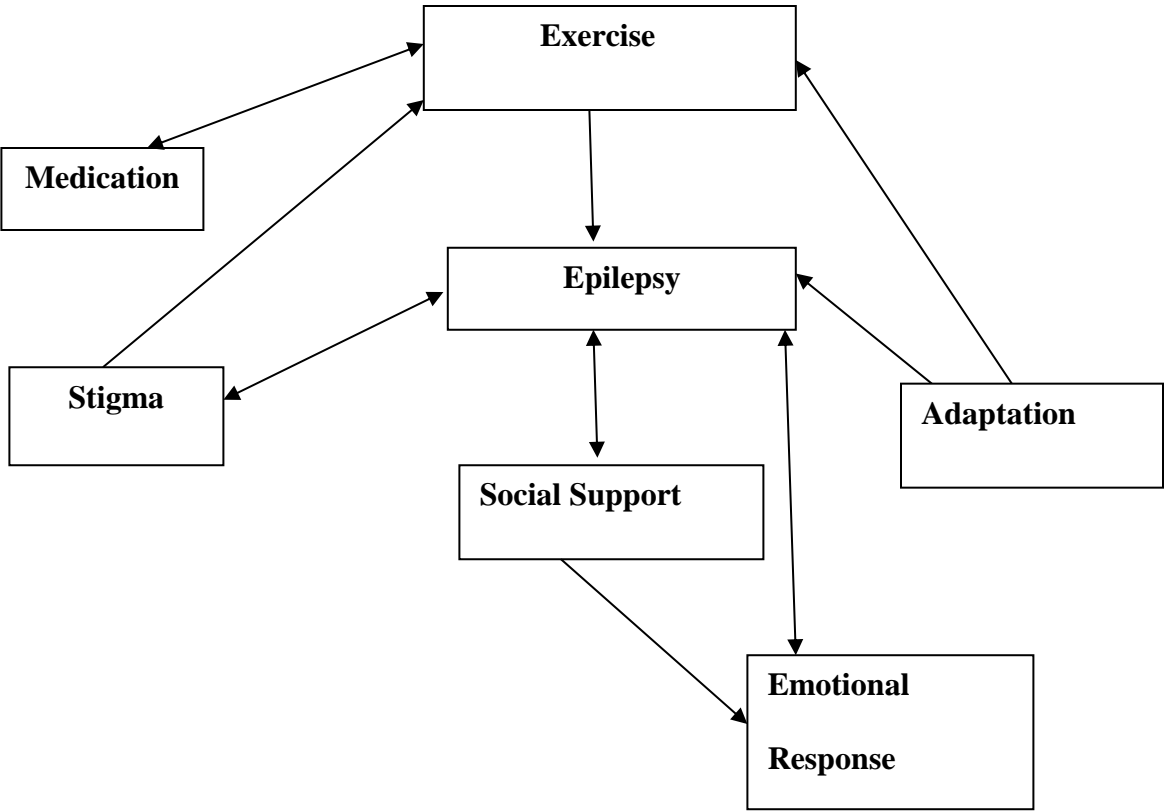 Exercise
Medication
Epilepsy
Stigma
Adaptation
Social Support
Emotional
Response